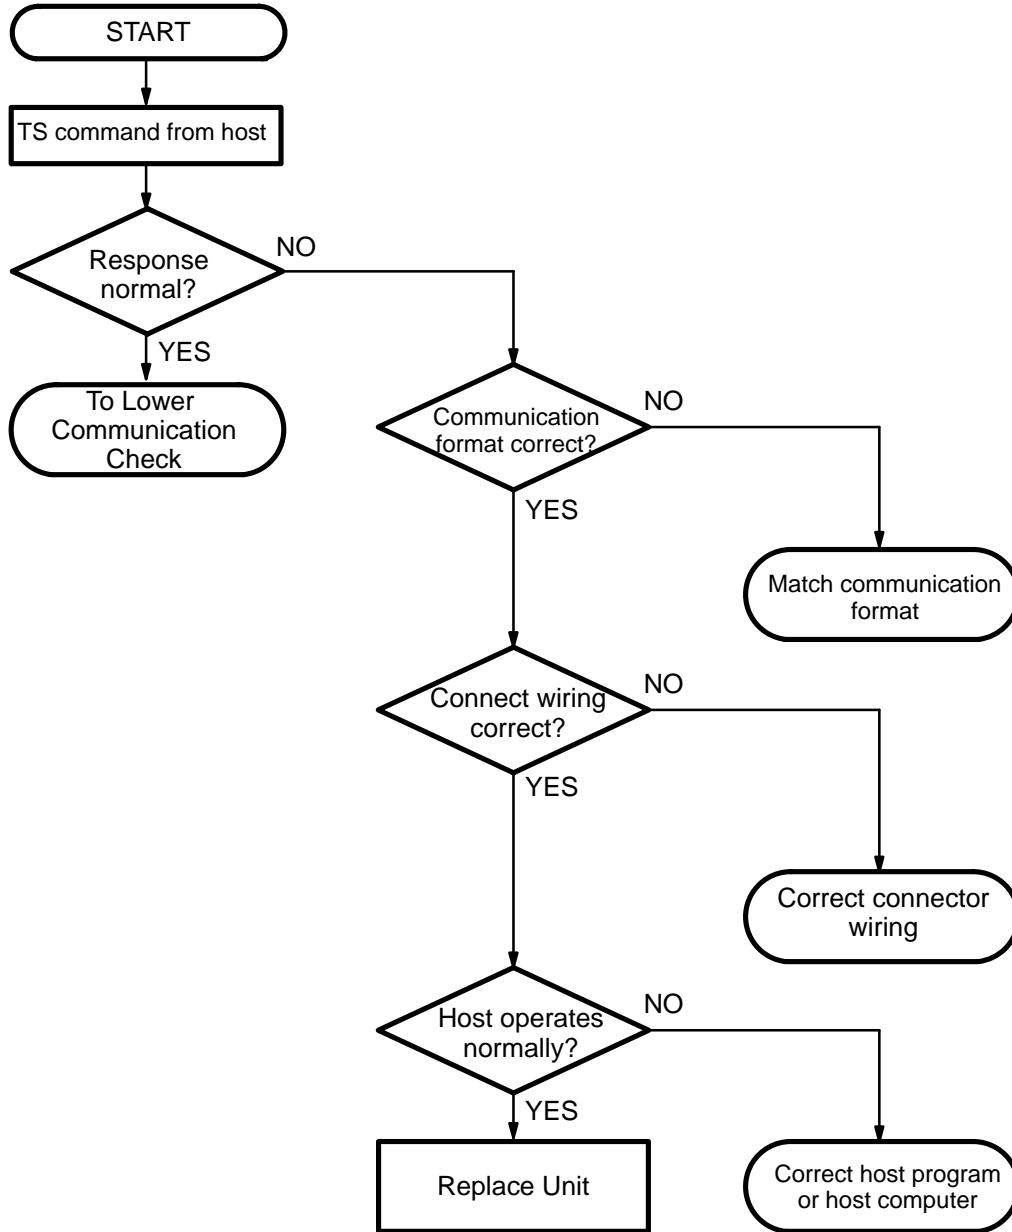 START
TS command from host
Response
normal?
NO
YES
To Lower
Communication
Check
Communication
format correct?
NO
YES
Match communication
format
Connect wiring
correct?
NO
YES
Correct connector
wiring
Host operates
normally?
NO
YES
Replace Unit
Correct host program
or host computer